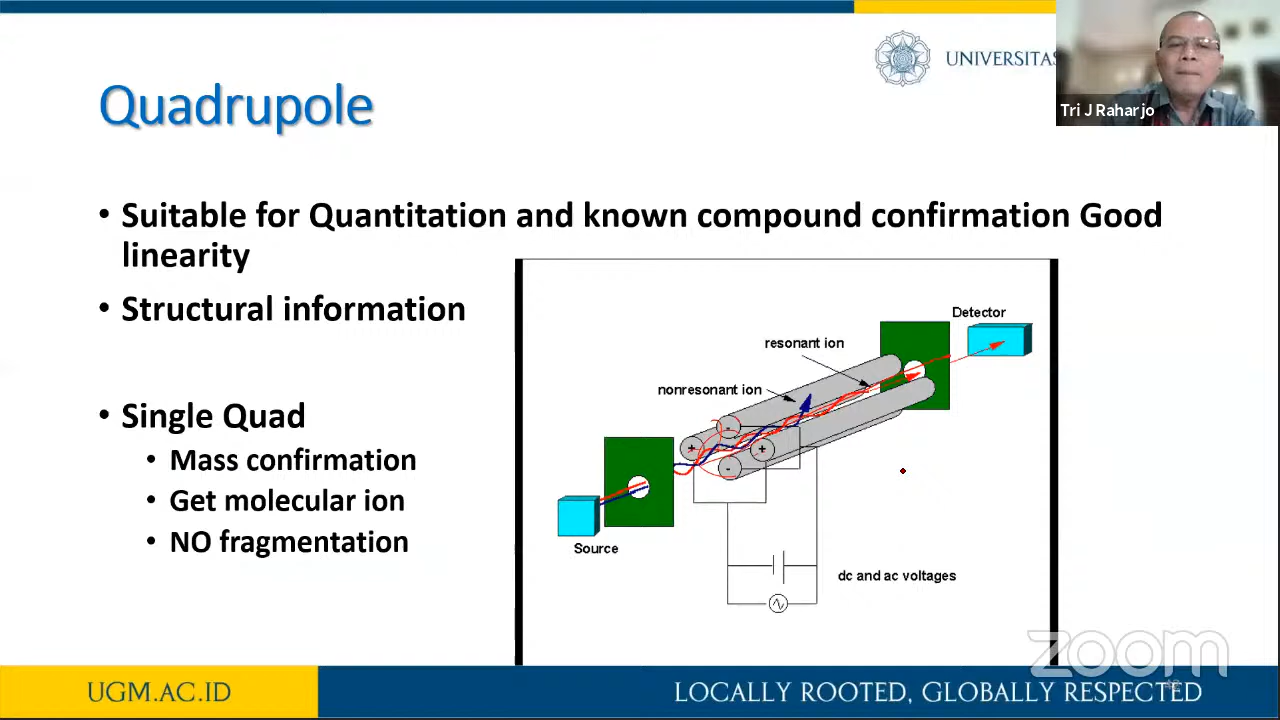 UNIVERSITAS
Tri J Raharjo
Quadrupole
• Suitable for Quantitation and known compound confirmation Good
linearity
• Structural information
• Single Quad
• Mass confirmation
• Get molecular ion
• NO fragmentation
Detector
resonant ion
nonresonant ion
+
-
+
-
Source
dc and ac voltages
zoom
UGM.AC.ID
LOCALLY ROOTED, GLOBALLY RESPECTED